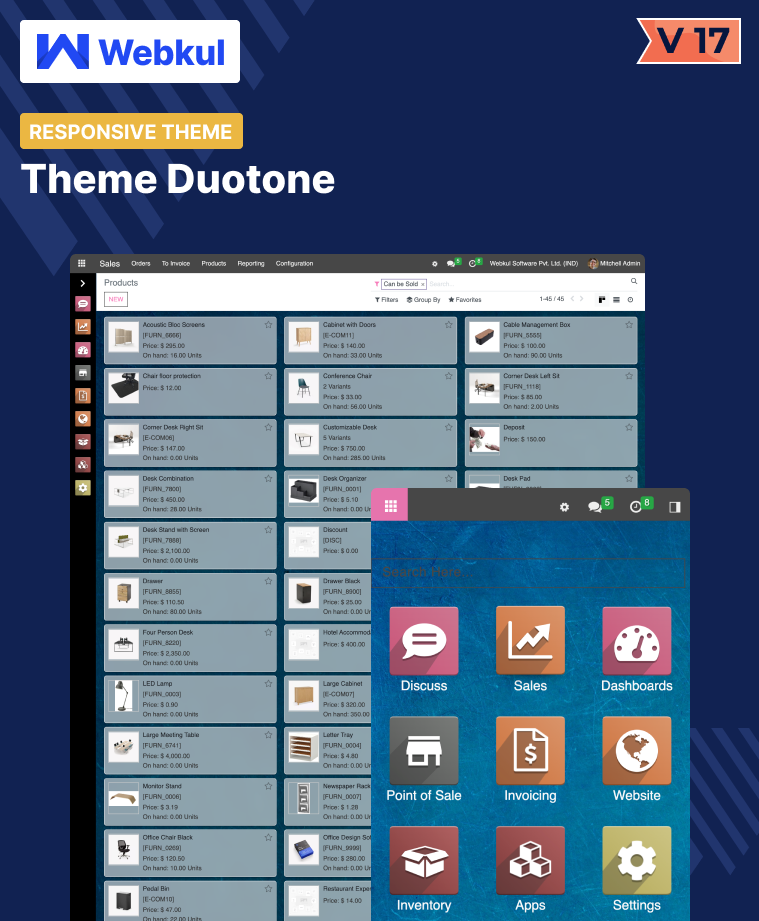 Webkul
V 17
RESPONSIVE THEME
Theme Duotone
Sales Orders To Invoice Products Reporting Configuration 5 8 Webkul Software Pvt. Ltd. (IND) Mitchell Admin
Products
Can be Sold × Search...
NEW
Filters Group By Favorites 1-45 / 45
Acoustic Bloc Screens
[FURN_6666]
Price: $ 295.00
On hand: 16.00 Units
Cabinet with Doors
[E-COM11]
Price: $ 140.00
On hand: 33.00 Units
Cable Management Box
[FURN_5555]
Price: $ 100.00
On hand: 90.00 Units
Chair floor protection
Price: $ 12.00
Conference Chair
2 Variants
Price: $ 33.00
On hand: 56.00 Units
Corner Desk Left Sit
[FURN_1118]
Price: $ 85.00
On hand: 2.00 Units
Corner Desk Right Sit
[E-COM06]
Price: $ 147.00
On hand: 0.00 Units
Customizable Desk
5 Variants
Price: $ 750.00
On hand: 285.00 Units
Deposit
Price: $ 150.00
Desk Combination
[FURN_7800]
Price: $ 450.00
On hand: 28.00 Units
Desk Organizer
[FURN_0001]
Price: $ 5.10
On hand: 0.00 Un
Desk Pad
Desk Stand with Screen
[FURN_7888]
Price: $ 2,100.00
On hand: 0.00 Units
Discount
[DISC]
Price: $ 0.00
Drawer
[FURN_8855]
Price: $ 110.50
On hand: 80.00 Units
Drawer Black
[FURN_8900]
Price: $ 25.00
On hand: 0.00 Un
Four Person Desk
[FURN_8220]
Price: $ 2,350.00
On hand: 0.00 Units
Hotel Accommod
Price: $ 400.00
LED Lamp
[FURN_0003]
Price: $ 0.90
On hand: 0.00 Units
Large Cabinet
[E-COM07]
Price: $ 320.00
On hand: 350.00
Large Meeting Table
[FURN_6741]
Price: $ 4,000.00
On hand: 0.00 Units
Letter Tray
[FURN_0004]
Price: $ 4.80
On hand: 0.00 Un
Monitor Stand
[FURN_0006]
Price: $ 3.19
On hand: 0.00 Units
Newspaper Rack
[FURN_0007]
Price: $ 1.28
On hand: 0.00 Un
Office Chair Black
[FURN_0269]
Price: $ 120.50
On hand: 10.00 Units
Office Design So
[FURN_9999]
Price: $ 280.00
On hand: 0.00 Un
Pedal Bin
[E-COM10]
Price: $ 47.00
On hand: 22.00 Units
Restaurant Expe
Price: $ 14.00
5 8
Search Here...
Discuss Sales Dashboards
Point of Sale Invoicing Website
Inventory Apps Settings